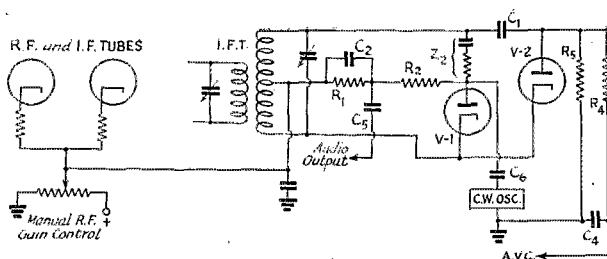 R.F. and I.F. TUBES
I.F.T.
C2
R1
R2
C5
Z2
C1
V-2
R5
R4
V-1
Audio
Output
C6
C.W. OSC.
Manual R.F.
Gain Control
+
C4
A.V.C.